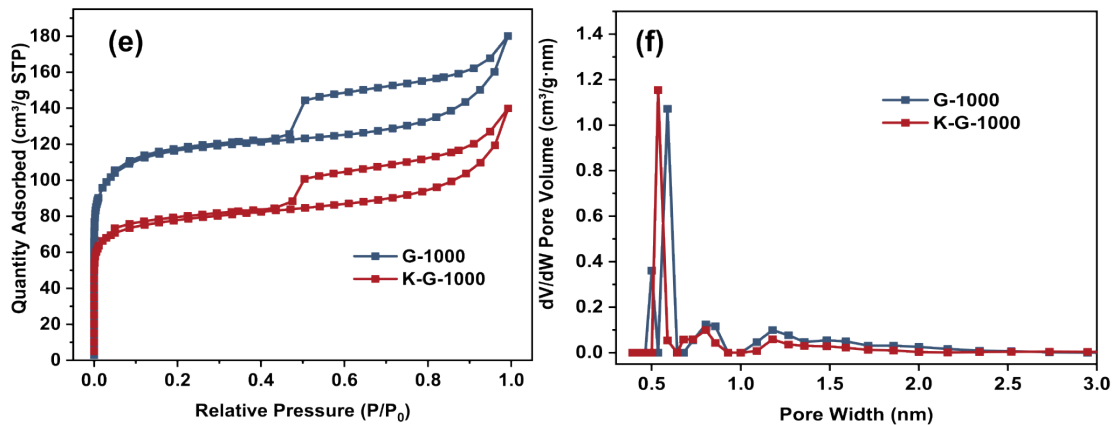 (e)
Quantity Adsorbed (cm³/g STP)
180
160
140
120
100
80
60
40
20
0
G-1000
K-G-1000
0.0 0.2 0.4 0.6 0.8 1.0
Relative Pressure (P/P₀)
(f)
dV/dW Pore Volume (cm³/g·nm)
1.4
1.2
1.0
0.8
0.6
0.4
0.2
0.0
G-1000
K-G-1000
0.5 1.0 1.5 2.0 2.5 3.0
Pore Width (nm)